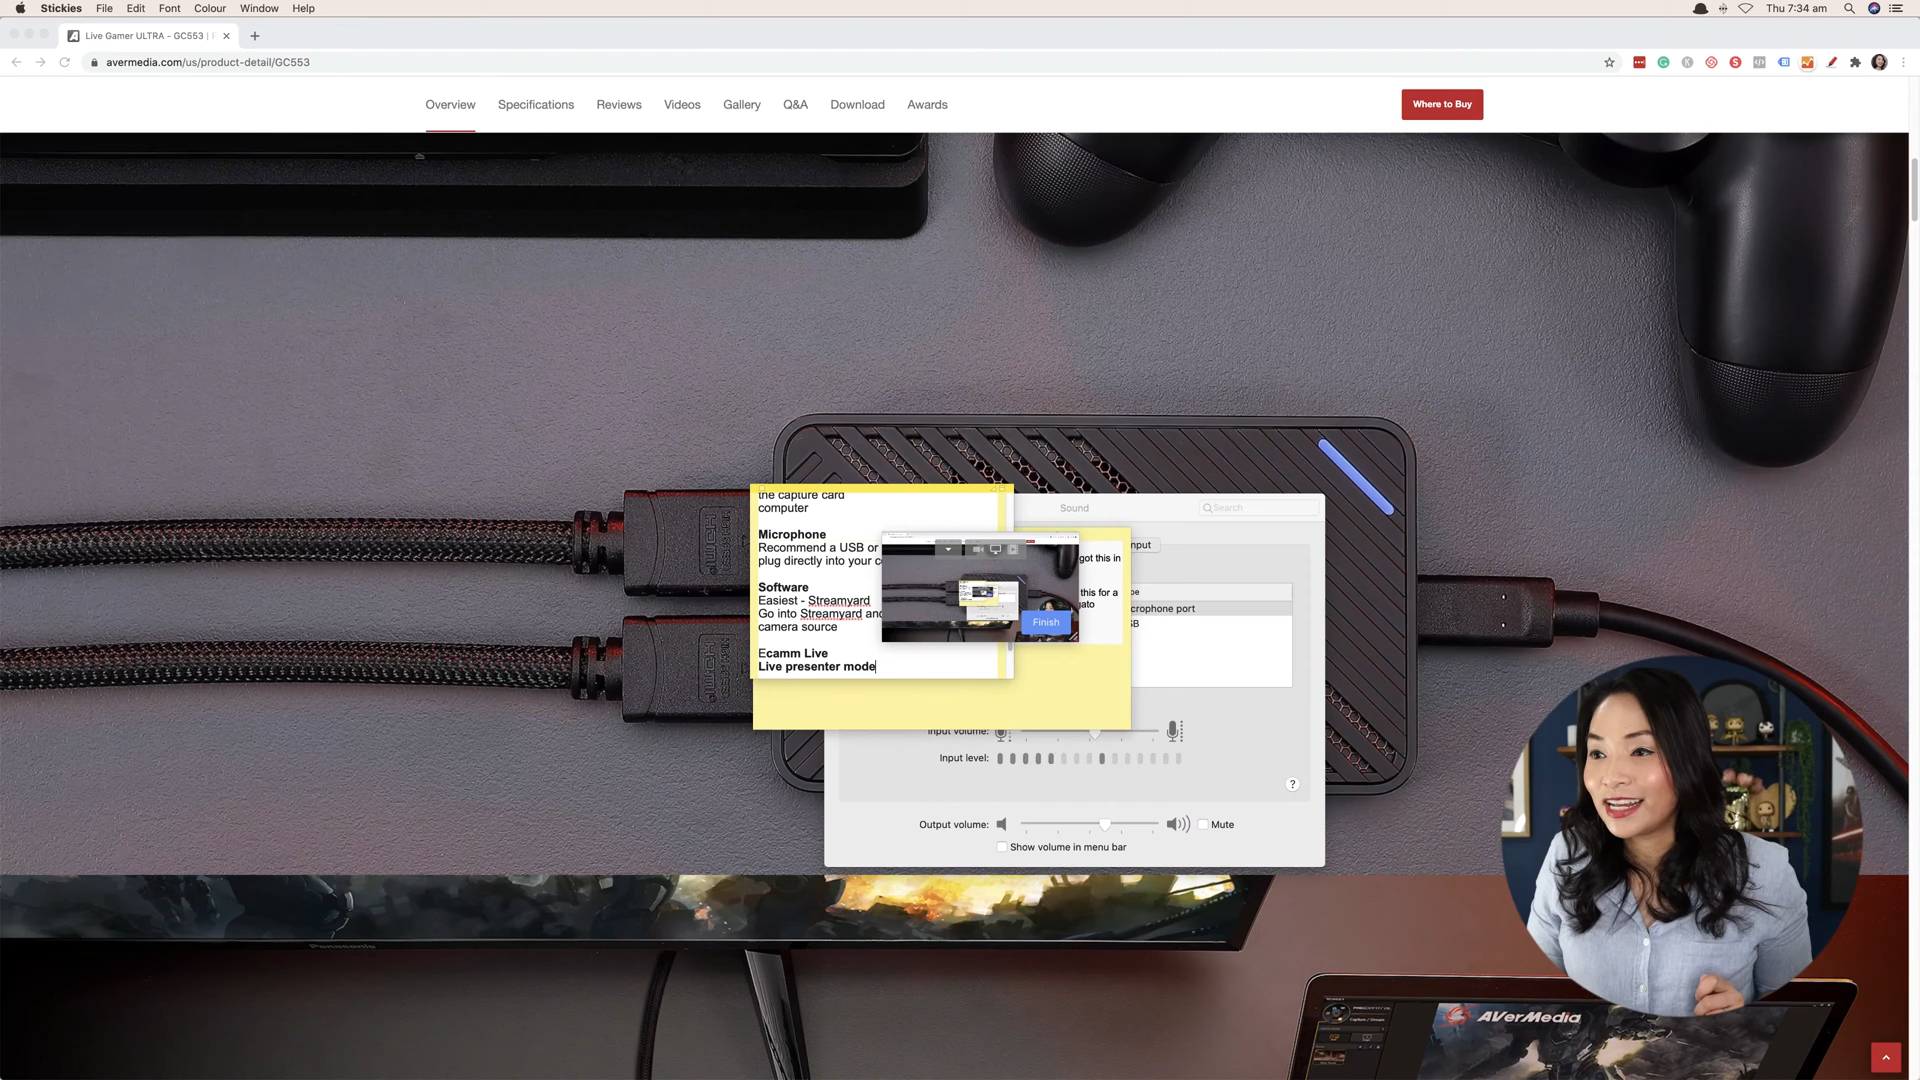 Stickies File Edit Font Colour Window Help
Thu 7:34 am
Live Gamer ULTRA - GC553 |
avermedia.com/us/product-detail/GC553
Overview Specifications Reviews Videos Gallery Q&A Download Awards
Where to Buy
the capture card
computer
Microphone
Recommend a USB or
plug directly into your c
Software
Easiest - Streamyard
Go into Streamyard and
camera source
Ecamm Live
Live presenter mode
Finish
got this in
this for a
gato
Sound
Search
nput
crophone port
Input volume:
Input level:
?
Output volume:
Mute
Show volume in menu bar
Panasonic
AVerMedia